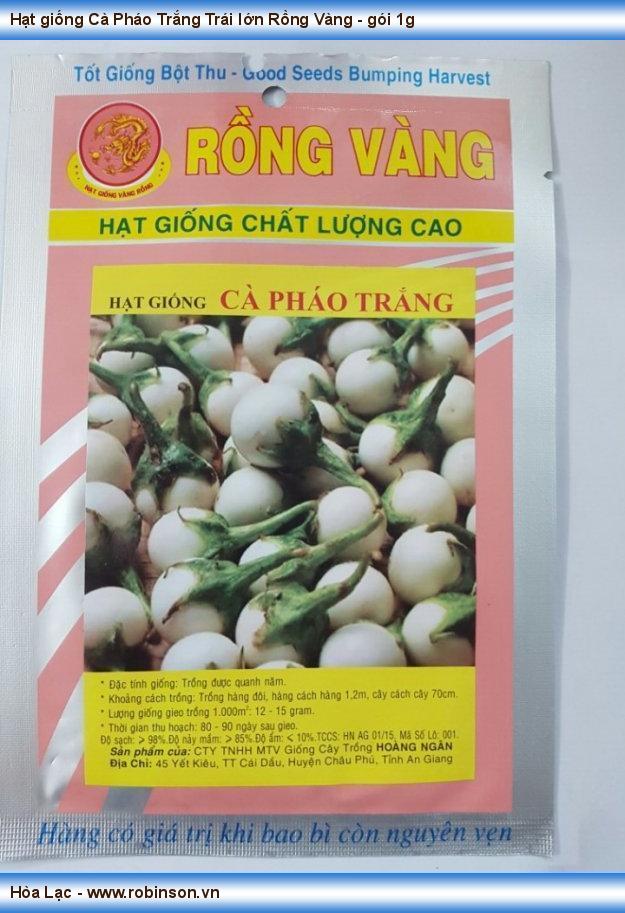 Hạt giống Cà Pháo Trắng Trái lớn Rồng Vàng - gói 1g
Tốt Giống Bột Thu - Good Seeds Bumping Harvest
RỒNG VÀNG
HẠT GIỐNG VÀNG RỒNG
HẠT GIỐNG CHẤT LƯỢNG CAO
HẠT GIỐNG CÀ PHÁO TRẮNG
* Đặc tính giống: Trồng được quanh năm.
* Khoảng cách trồng: Trồng hàng đôi, hàng cách hàng 1,2m, cây cách cây 70cm.
* Lượng giống gieo trồng 1.000m²: 12 - 15 gram.
* Thời gian thu hoạch: 80 - 90 ngày sau gieo.
Độ sạch: > 98%.Độ nảy mầm: > 85%.Độ ẩm: < 10%.TCCS: HN AG 01/15, Mã Số Lô: 001.
Sản phẩm của: CTY TNHH MTV Giống Cây Trồng HOÀNG NGÂN
Địa Chỉ: 45 Yết Kiêu, TT Cái Dầu, Huyện Châu Phú, Tỉnh An Giang
Hàng có giá trị khi bao bì còn nguyên vẹn
Hòa Lạc - www.robinson.vn